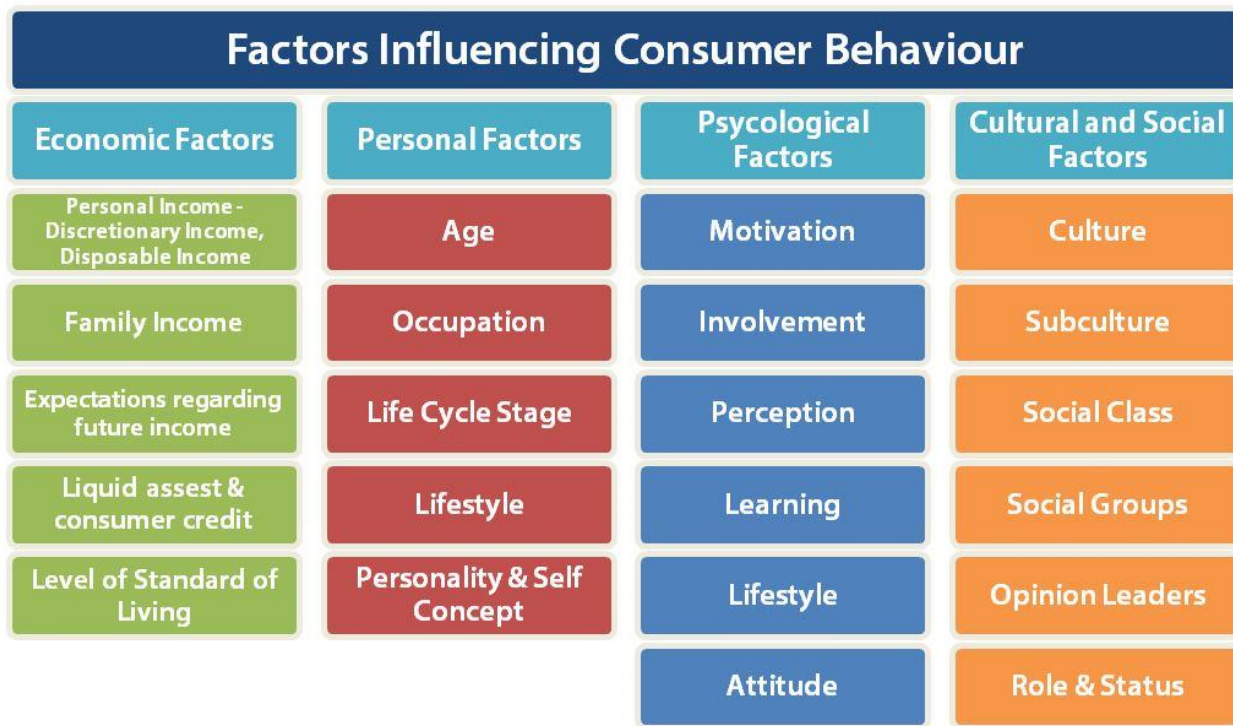 Factors Influencing Consumer Behaviour
Economic Factors
Personal Income -
Discretionary Income,
Disposable Income
Family Income
Expectations regarding
future income
Liquid assest &
consumer credit
Level of Standard of
Living
Personal Factors
Age
Occupation
Life Cycle Stage
Lifestyle
Personality & Self
Concept
Psycological
Factors
Motivation
Involvement
Perception
Learning
Lifestyle
Attitude
Cultural and Social
Factors
Culture
Subculture
Social Class
Social Groups
Opinion Leaders
Role & Status